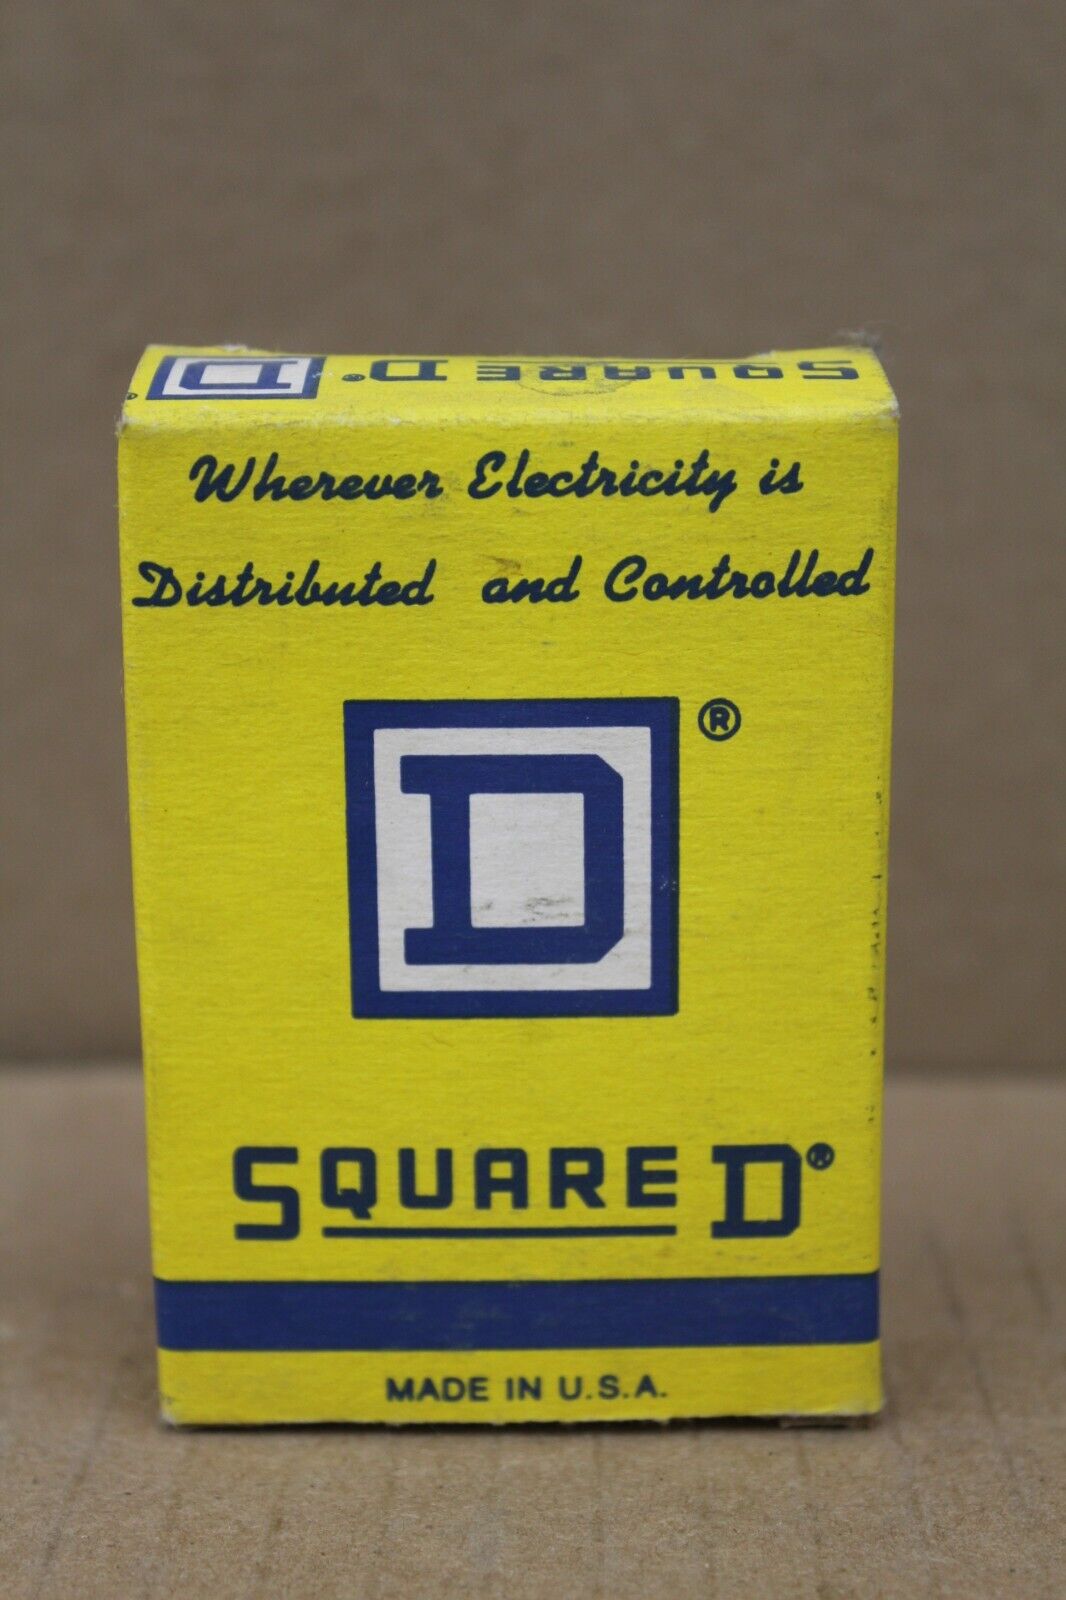 D SQUARE D®
Wherever Electricity is
Distributed and Controlled
D®
SQUARE D®
MADE IN U.S.A.